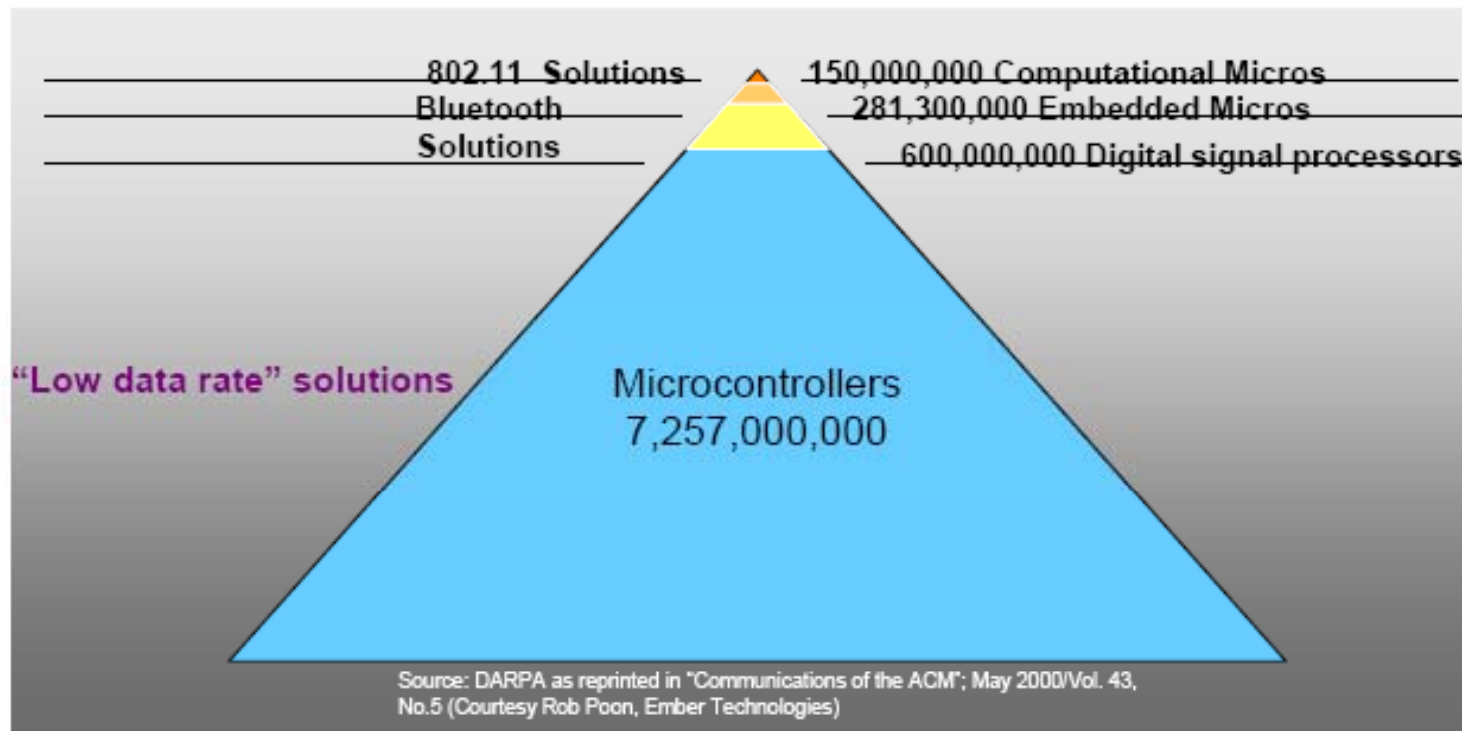 802.11 Solutions
150,000,000 Computational Micros
Bluetooth
281,300,000 Embedded Micros
Solutions
600,000,000 Digital signal processors
“Low data rate” solutions
Microcontrollers
7,257,000,000
Source: DARPA as reprinted in "Communications of the ACM"; May 2000/Vol. 43,
No.5 (Courtesy Rob Poon, Ember Technologies)